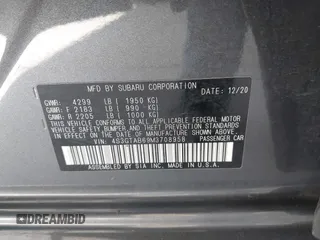 MFD BY SUBARU CORPORATION
GVWR: 4299 LB ( 1950 KG) DATE: 12/20
GAWR: F 2183 LB ( 990 KG)
GAWR: R 2205 LB ( 1000 KG)
THIS VEHICLE CONFORMS TO ALL APPLICABLE FEDERAL MOTOR
VEHICLE SAFETY, BUMPER, AND THEFT PREVENTION STANDARDS
IN EFFECT ON THE DATE OF MANUFACTURE SHOWN ABOVE.
VIN: 4S3GTAB69M3708958 PASSENGER CAR
ASSEMBLED BY SIA MADE IN U.S.A.
DREAMBID